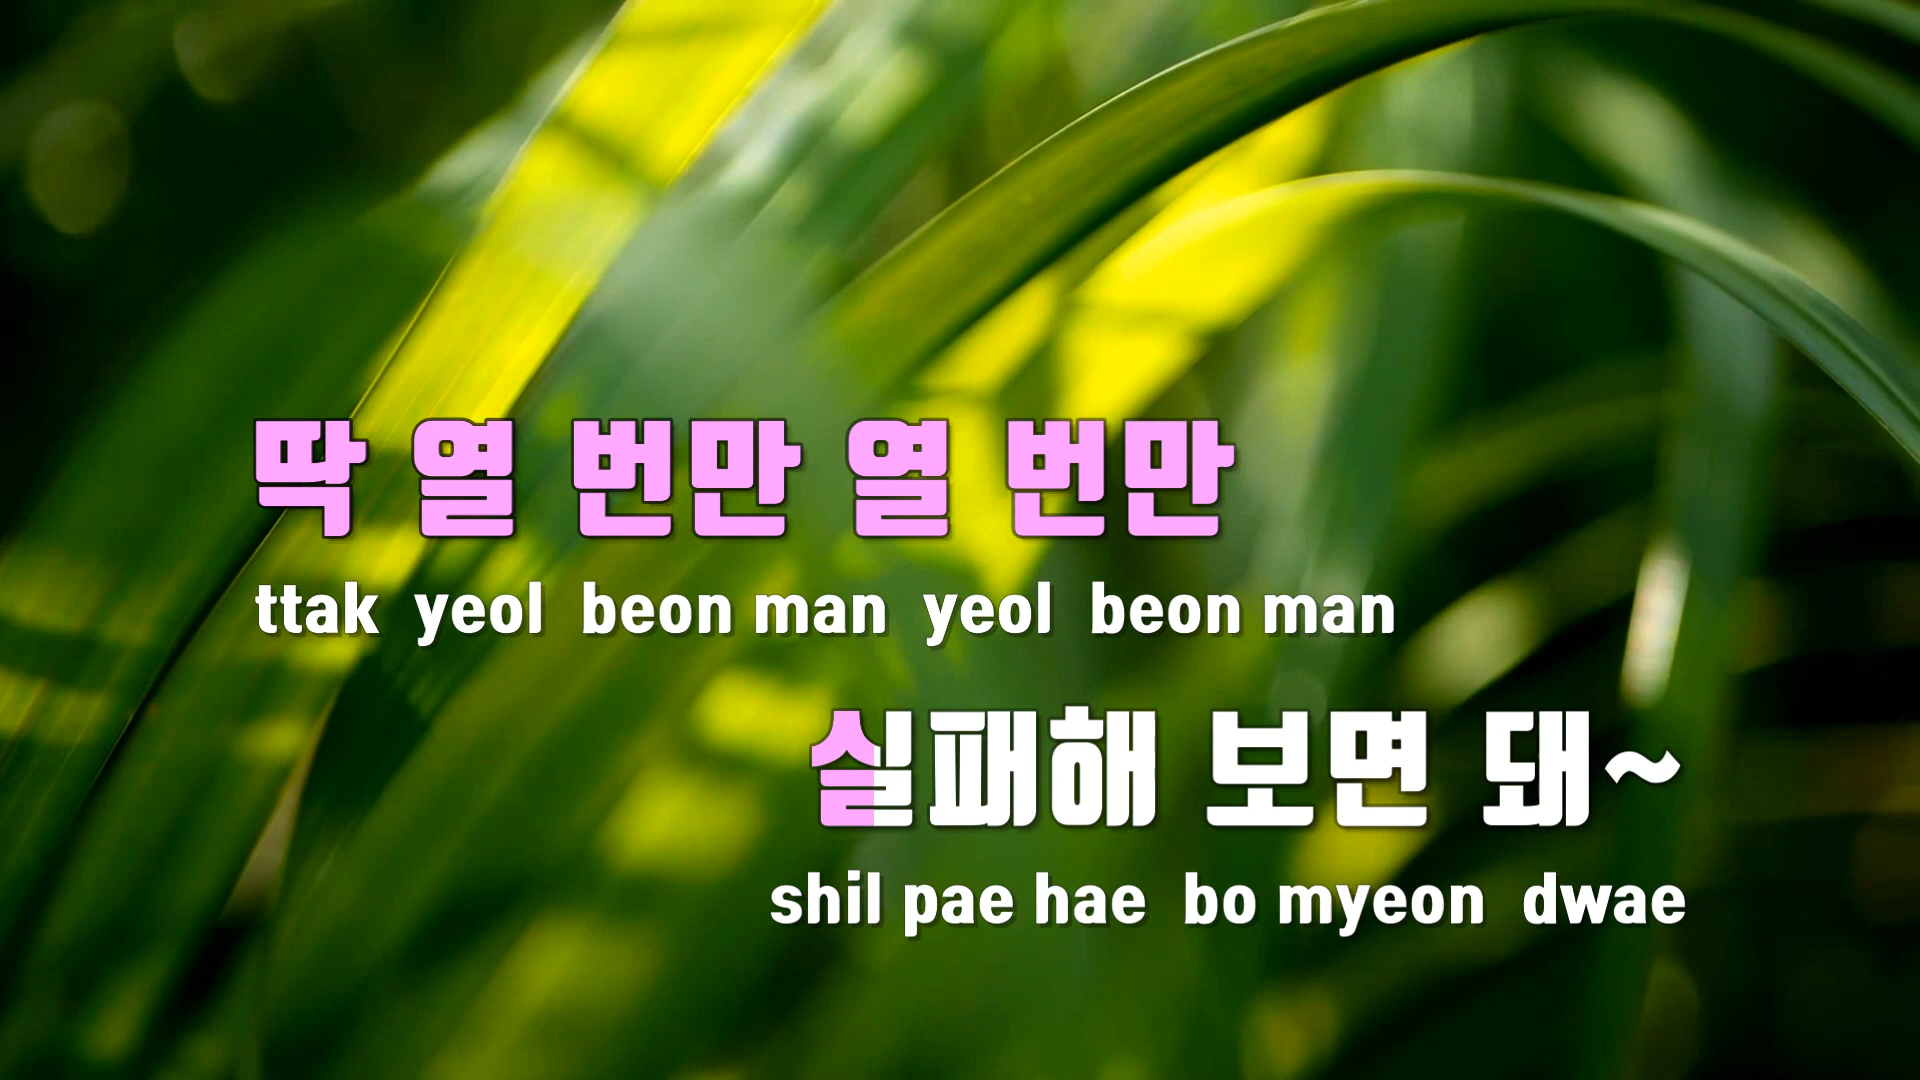 딱 열 번만 열 번만
ttak yeol beon man yeol beon man
실패해 보면 돼~
shil pae hae bo myeon dwae